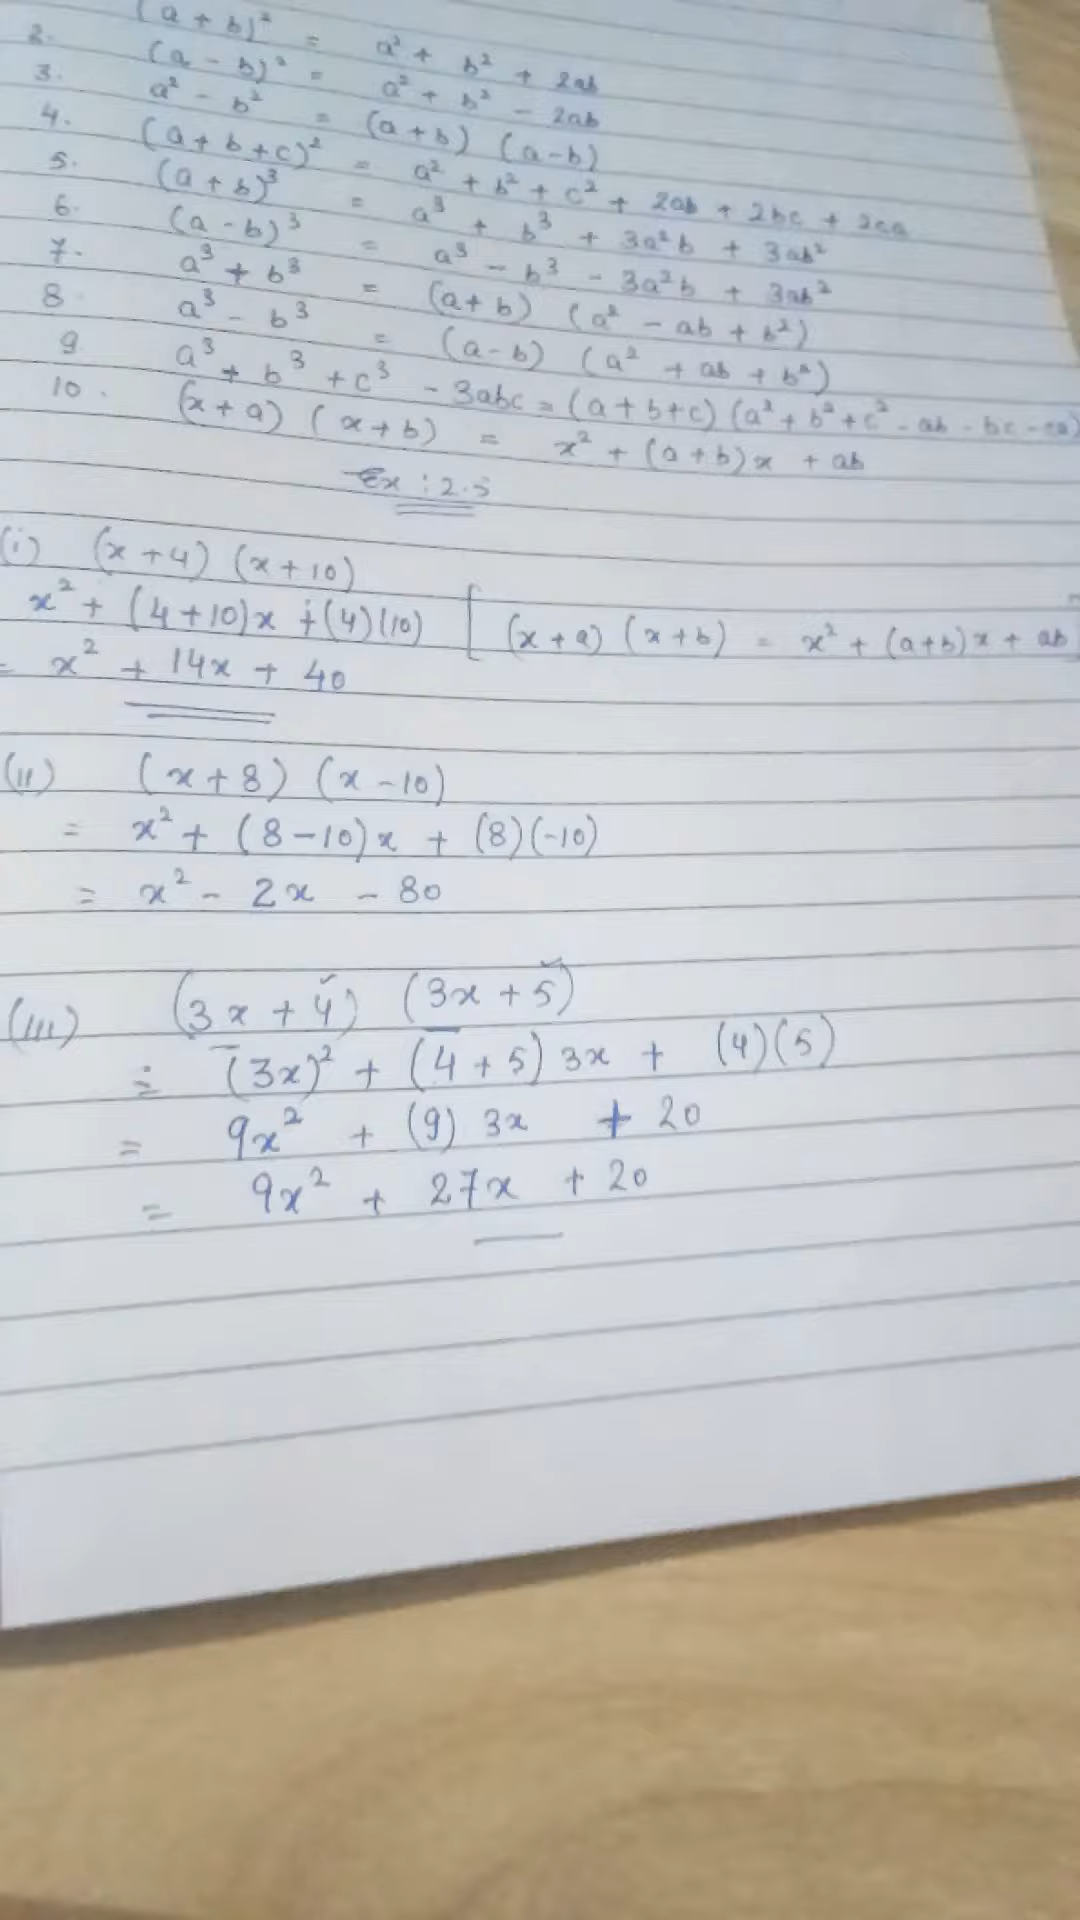 (a + b)² = a² + b² + 2ab
2. (a - b)² = a² + b² - 2ab
3. a² - b² = (a+b) (a-b)
4. (a+b+c)² = a² + b² + c² + 2ab + 2bc + 2ca
5. (a+b)³ = a³ + b³ + 3a²b + 3ab²
6. (a-b)³ = a³ - b³ - 3a²b + 3ab²
7. a³ + b³ = (a+b) (a² - ab + b²)
8. a³ - b³ = (a-b) (a² + ab + b²)
9. a³ + b³ + c³ - 3abc = (a+b+c) (a² + b² + c² - ab - bc - ca)
10. (x+a) (x+b) = x² + (a+b)x + ab
Ex : 2.5
(i) (x+4) (x+10)
x² + (4+10)x + (4)(10) [ (x+a) (x+b) = x² + (a+b)x + ab
= x² + 14x + 40
(ii) (x+8) (x-10)
= x² + (8-10)x + (8)(-10)
= x² - 2x - 80
(iii) (3x+4) (3x+5)
= (3x)² + (4+5) 3x + (4)(5)
= 9x² + (9) 3x + 20
= 9x² + 27x + 20